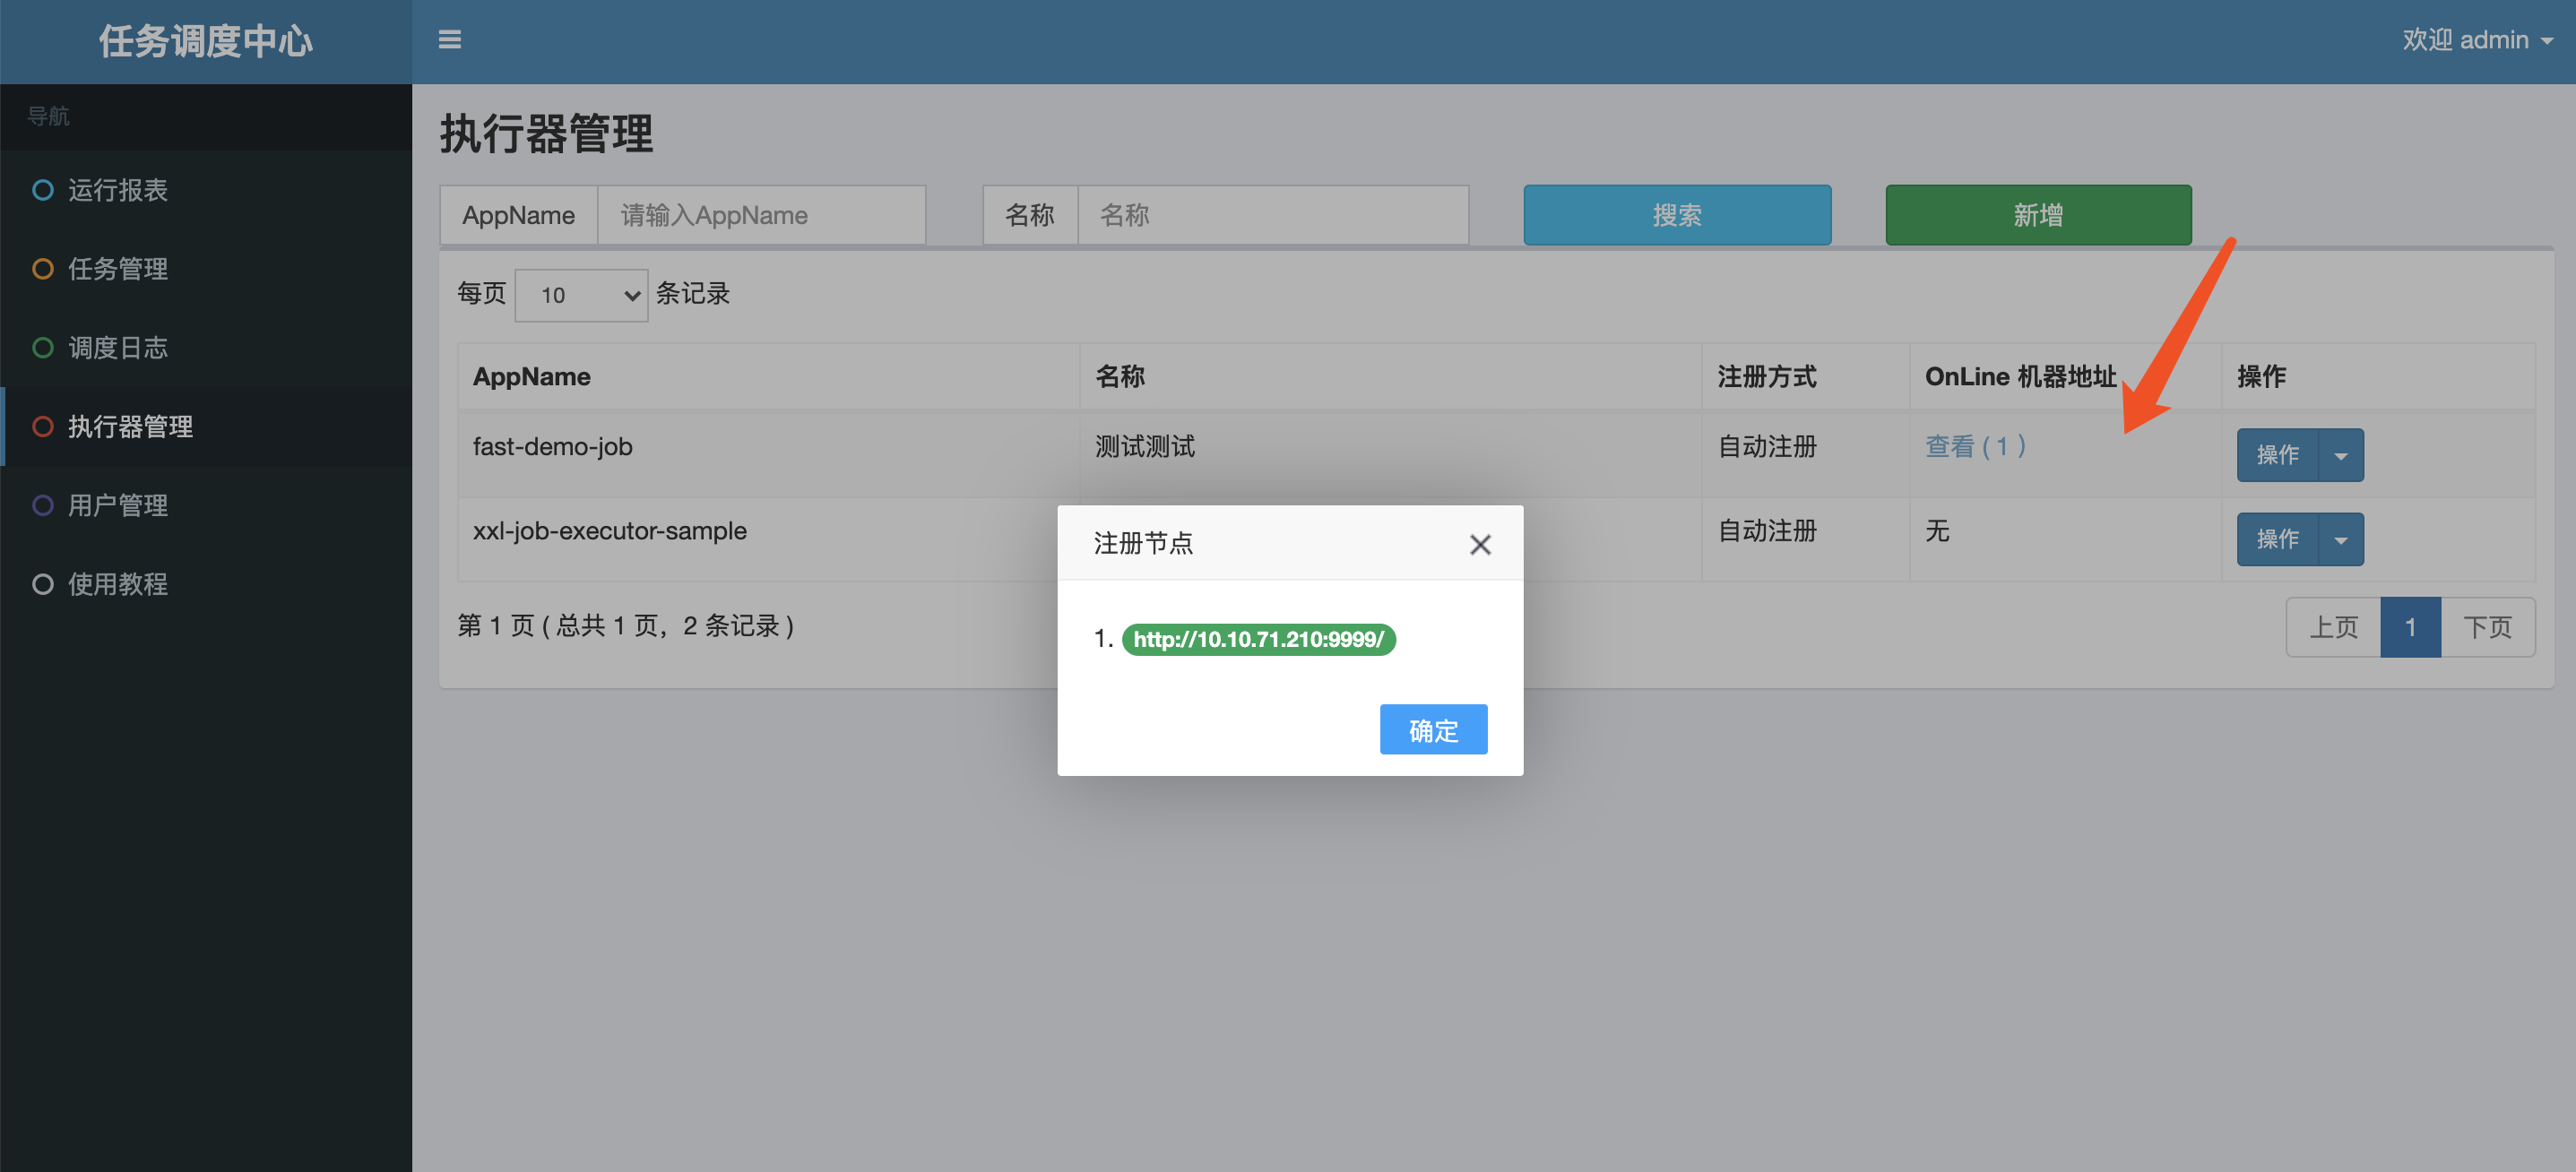 任务调度中心
欢迎 admin
导航
运行报表
任务管理
调度日志
执行器管理
用户管理
使用教程
执行器管理
AppName 请输入AppName 名称 名称 搜索 新增
每页 10 条记录
AppName 名称 注册方式 OnLine 机器地址 操作
fast-demo-job 测试测试 自动注册 查看 ( 1 ) 操作
xxl-job-executor-sample 自动注册 无 操作
第 1 页 ( 总共 1 页，2 条记录 )
上页 1 下页
注册节点
1. http://10.10.71.210:9999/
确定